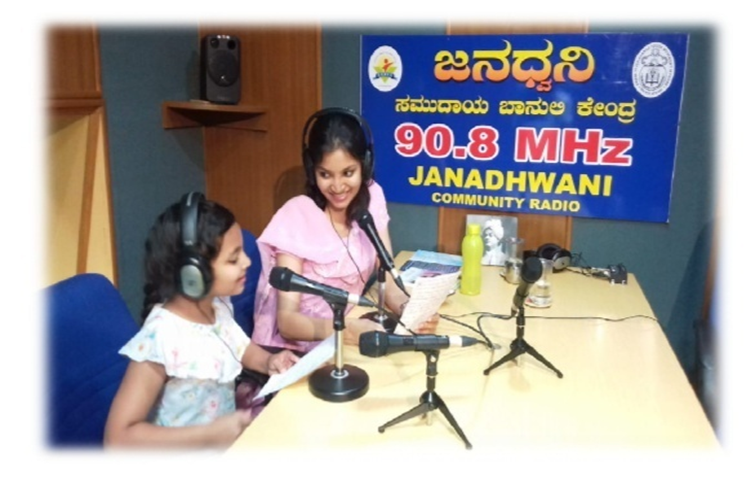 ಜನಧ್ವನಿ
ಸಮುದಾಯ ಬಾನುಲಿ ಕೇಂದ್ರ
90.8 MHz
JANADHWANI
COMMUNITY RADIO